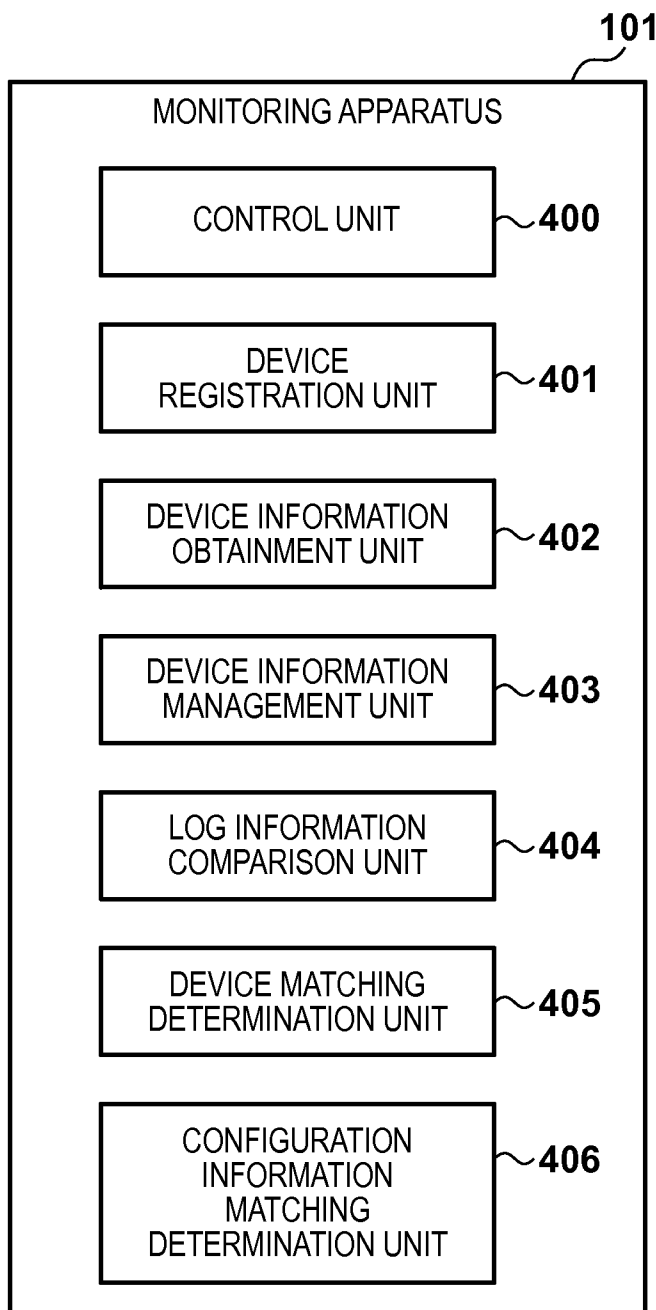 101
MONITORING APPARATUS
CONTROL UNIT
400
DEVICE
REGISTRATION UNIT
401
DEVICE INFORMATION
OBTAINMENT UNIT
402
DEVICE INFORMATION
MANAGEMENT UNIT
403
LOG INFORMATION
COMPARISON UNIT
404
DEVICE MATCHING
DETERMINATION UNIT
405
CONFIGURATION
INFORMATION
MATCHING
DETERMINATION UNIT
406